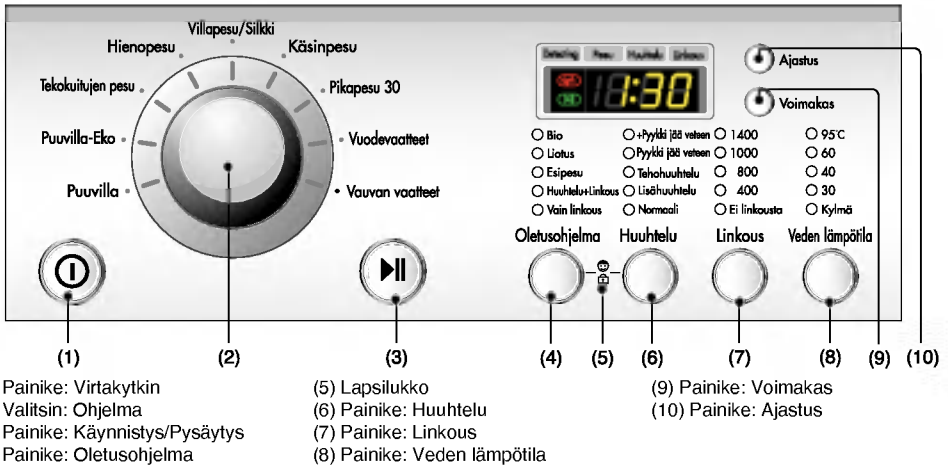 Villapesu/Silkki
Hienopesu
Käsinpesu
Tekokuitujen pesu
Pikapesu 30
Puuvilla-Eko
Vuodevaatteet
Puuvilla
Vauvan vaatteet
Detecting Pesu Huuhtelu Linkous
1:30
Ajastus
Voimakas
Bio
Liotus
Esipesu
Huuhtelu+Linkous
Vain linkous
Oletusohjelma
+Pyykki jää veteen
Pyykki jää veteen
Tehohuuhtelu
Lisähuuhtelu
Normaali
Huuhtelu
1400
1000
800
400
Ei linkousta
Linkous
95°C
60
40
30
Kylmä
Veden lämpötila
(1) (2) (3) (4) (5) (6) (7) (8) (9) (10)
Painike: Virtakytkin
Valitsin: Ohjelma
Painike: Käynnistys/Pysäytys
Painike: Oletusohjelma
(5) Lapsilukko
(6) Painike: Huuhtelu
(7) Painike: Linkous
(8) Painike: Veden lämpötila
(9) Painike: Voimakas
(10) Painike: Ajastus